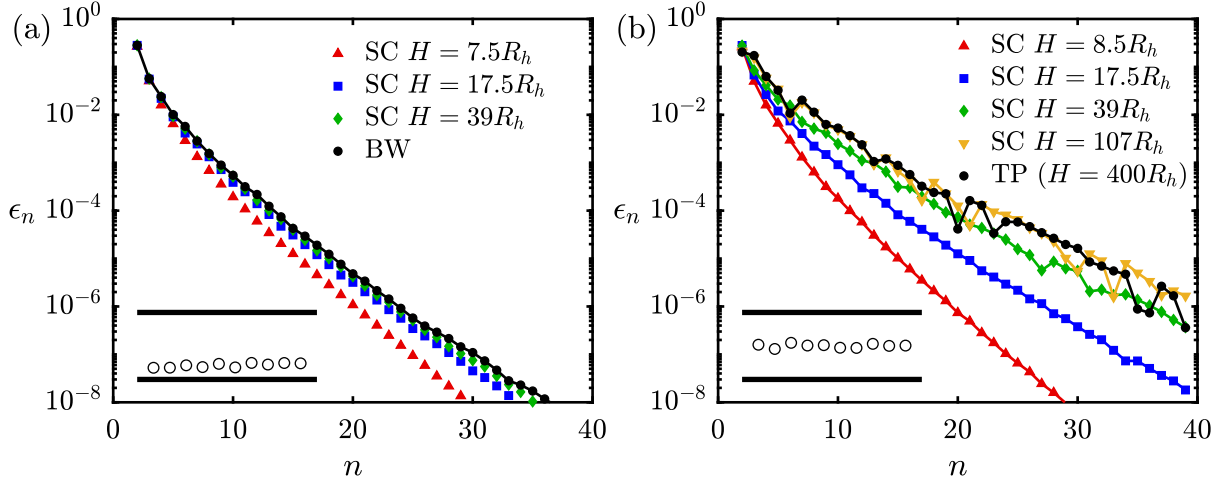 (a)
10^0
10^{-2}
10^{-4}
10^{-6}
10^{-8}
ϵ_n
SC H = 7.5R_h
SC H = 17.5R_h
SC H = 39R_h
BW
0 10 20 30 40
n
(b)
10^0
10^{-2}
10^{-4}
10^{-6}
10^{-8}
ϵ_n
SC H = 8.5R_h
SC H = 17.5R_h
SC H = 39R_h
SC H = 107R_h
TP (H = 400R_h)
0 10 20 30 40
n